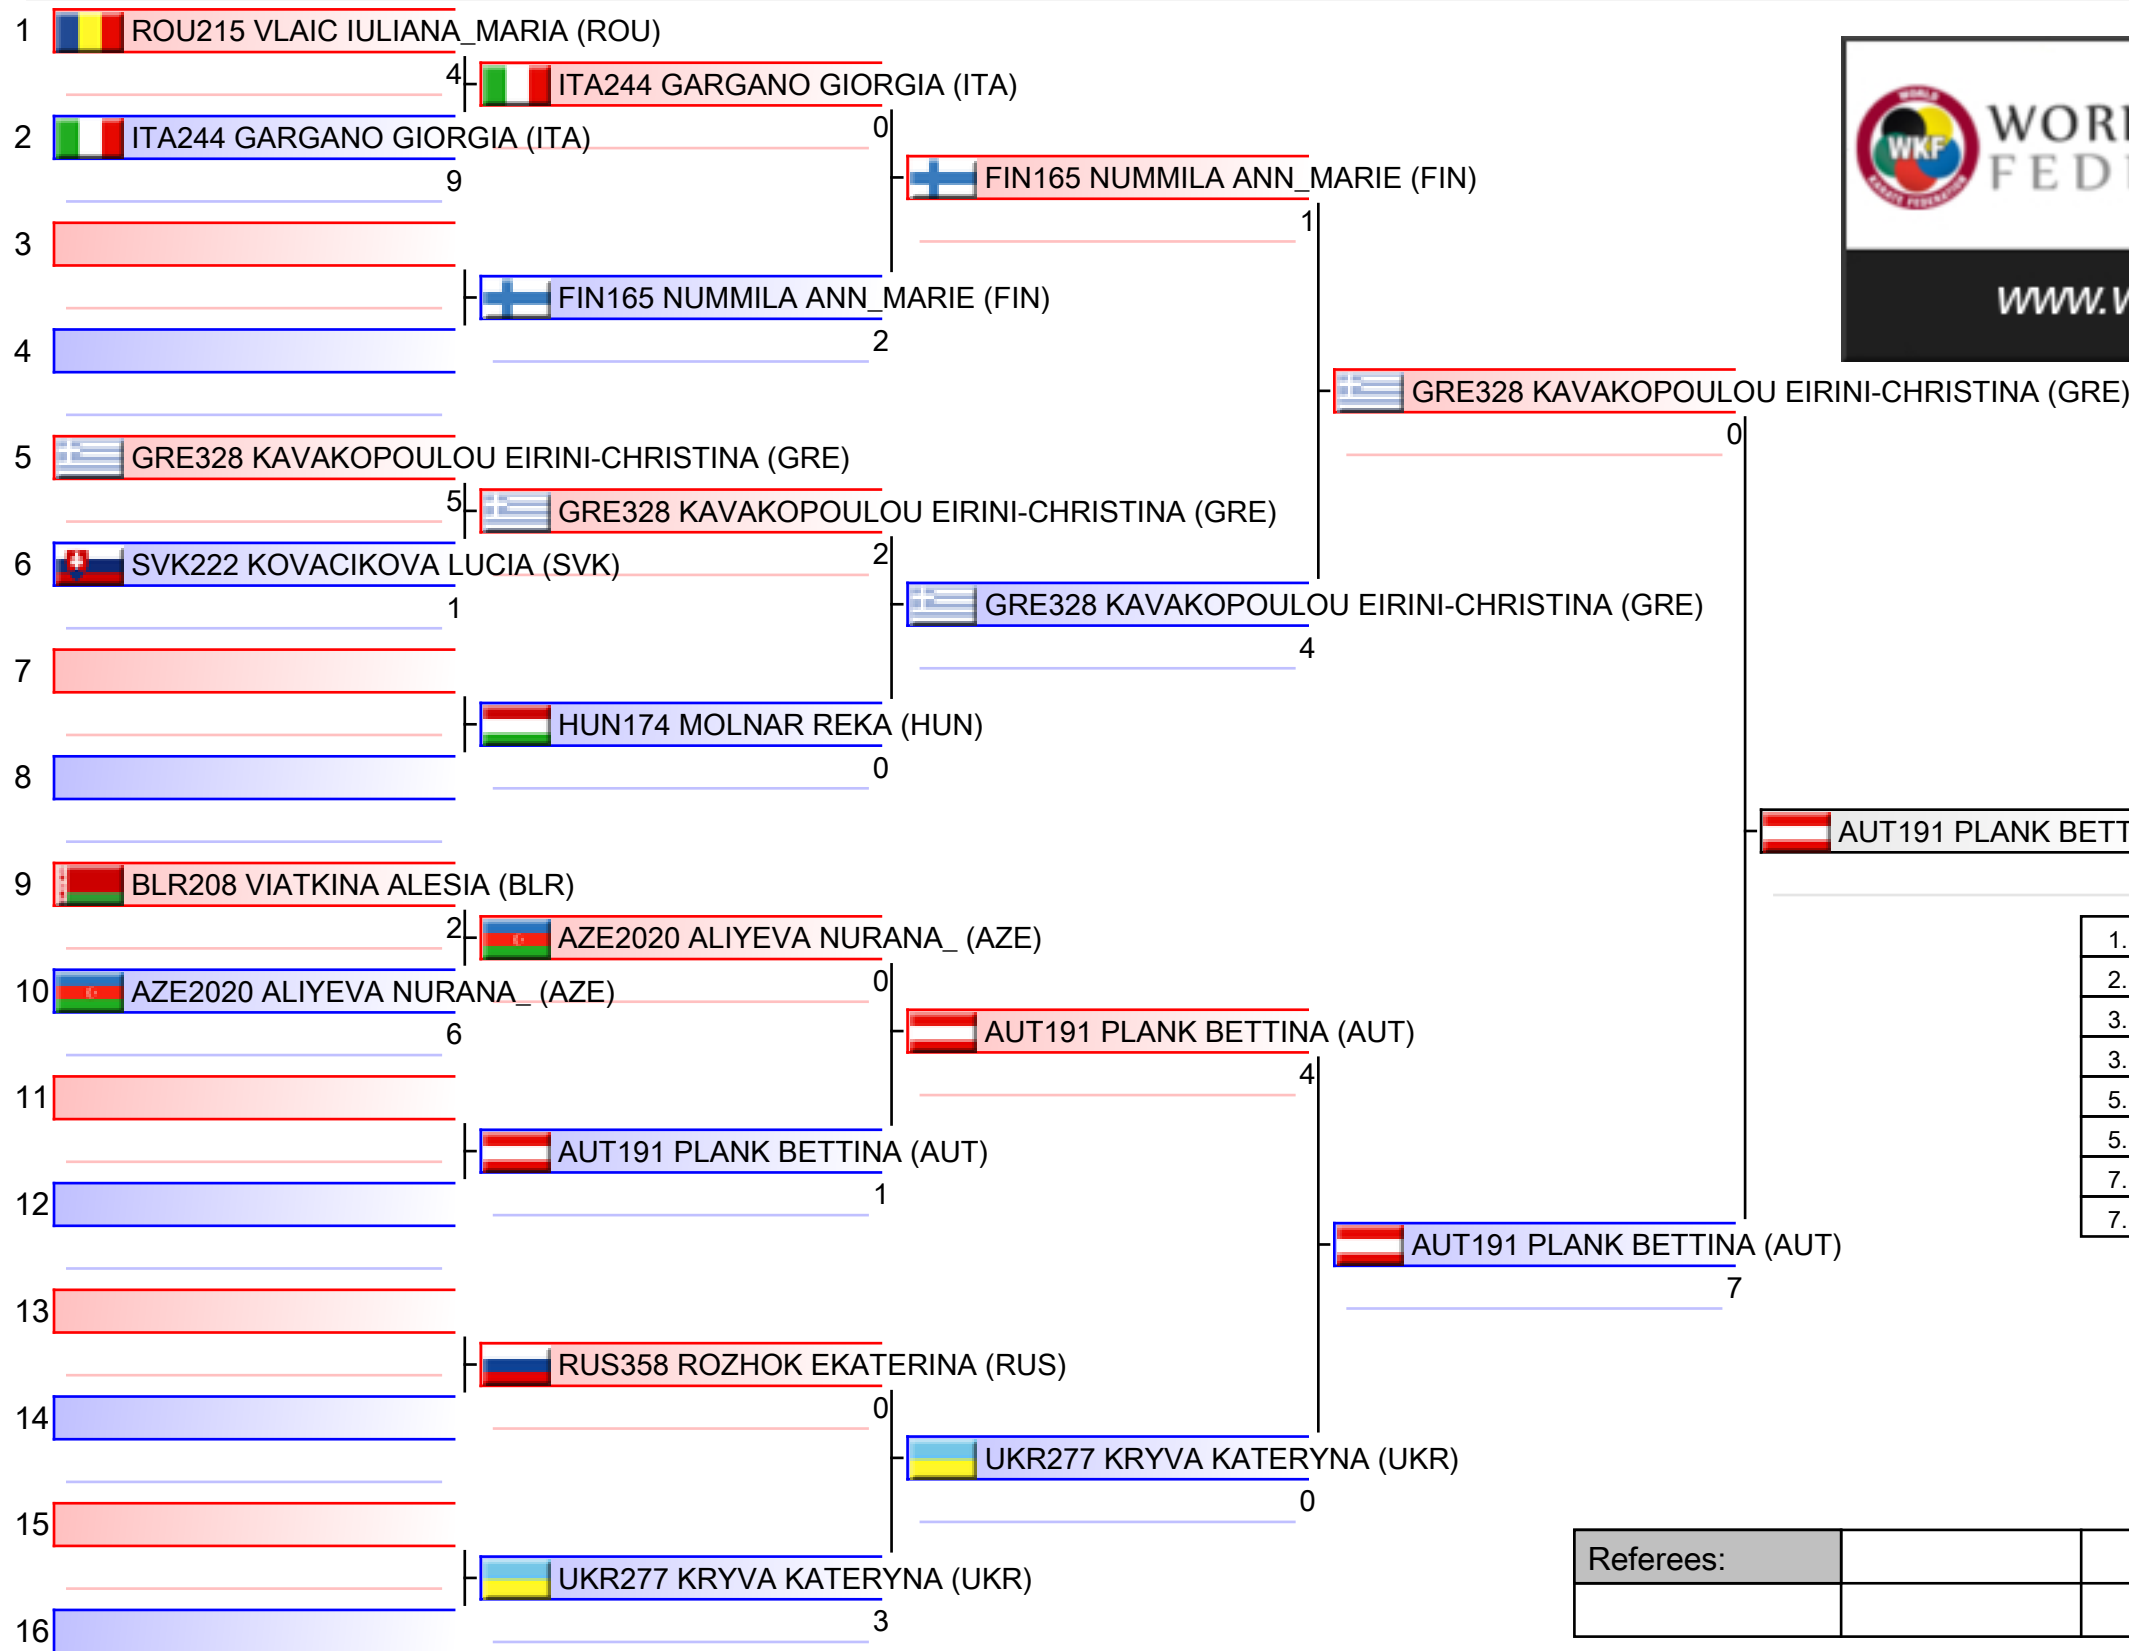 1 ROU215 VLAIC IULIANA_MARIA (ROU)
4
ITA244 GARGANO GIORGIA (ITA)
2 ITA244 GARGANO GIORGIA (ITA)
0
9
FIN165 NUMMILA ANN_MARIE (FIN)
1
3
FIN165 NUMMILA ANN_MARIE (FIN)
2
4
GRE328 KAVAKOPOULOU EIRINI-CHRISTINA (GRE)
0
5 GRE328 KAVAKOPOULOU EIRINI-CHRISTINA (GRE)
5
GRE328 KAVAKOPOULOU EIRINI-CHRISTINA (GRE)
2
6 SVK222 KOVACIKOVA LUCIA (SVK)
1
GRE328 KAVAKOPOULOU EIRINI-CHRISTINA (GRE)
4
7
HUN174 MOLNAR REKA (HUN)
0
8
AUT191 PLANK BETT
9 BLR208 VIATKINA ALESIA (BLR)
2
AZE2020 ALIYEVA NURANA_ (AZE)
0
10 AZE2020 ALIYEVA NURANA_ (AZE)
6
AUT191 PLANK BETTINA (AUT)
4
11
AUT191 PLANK BETTINA (AUT)
1
12
AUT191 PLANK BETTINA (AUT)
7
13
RUS358 ROZHOK EKATERINA (RUS)
0
14
UKR277 KRYVA KATERYNA (UKR)
0
15
UKR277 KRYVA KATERYNA (UKR)
3
16
WORLD
WKF
KARATE FEDERATION
WOR
FED
www.w
1.
2.
3.
3.
5.
5.
7.
7.
Referees: